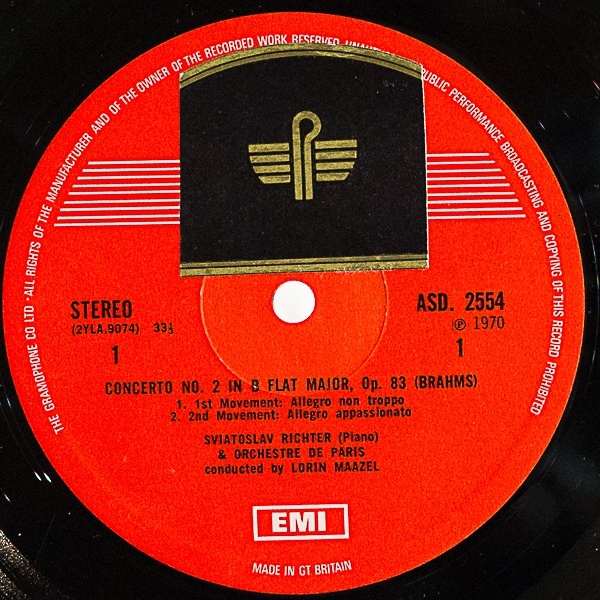 THE GRAMOPHONE CO LTD · ALL RIGHTS OF THE MANUFACTURER AND OF THE OWNER OF THE RECORDED WORK RESERVED PUBLIC PERFORMANCE BROADCASTING AND COPYING OF THIS RECORD PROHIBITED
STEREO
(2YLA.9074) 33⅓
1
ASD. 2554
Ⓟ 1970
1
CONCERTO NO. 2 IN B FLAT MAJOR, Op. 83 (BRAHMS)
1. 1st Movement: Allegro non troppo
2. 2nd Movement: Allegro appassionato
SVIATOSLAV RICHTER (Piano)
& ORCHESTRE DE PARIS
conducted by LORIN MAAZEL
EMI
MADE IN GT BRITAIN